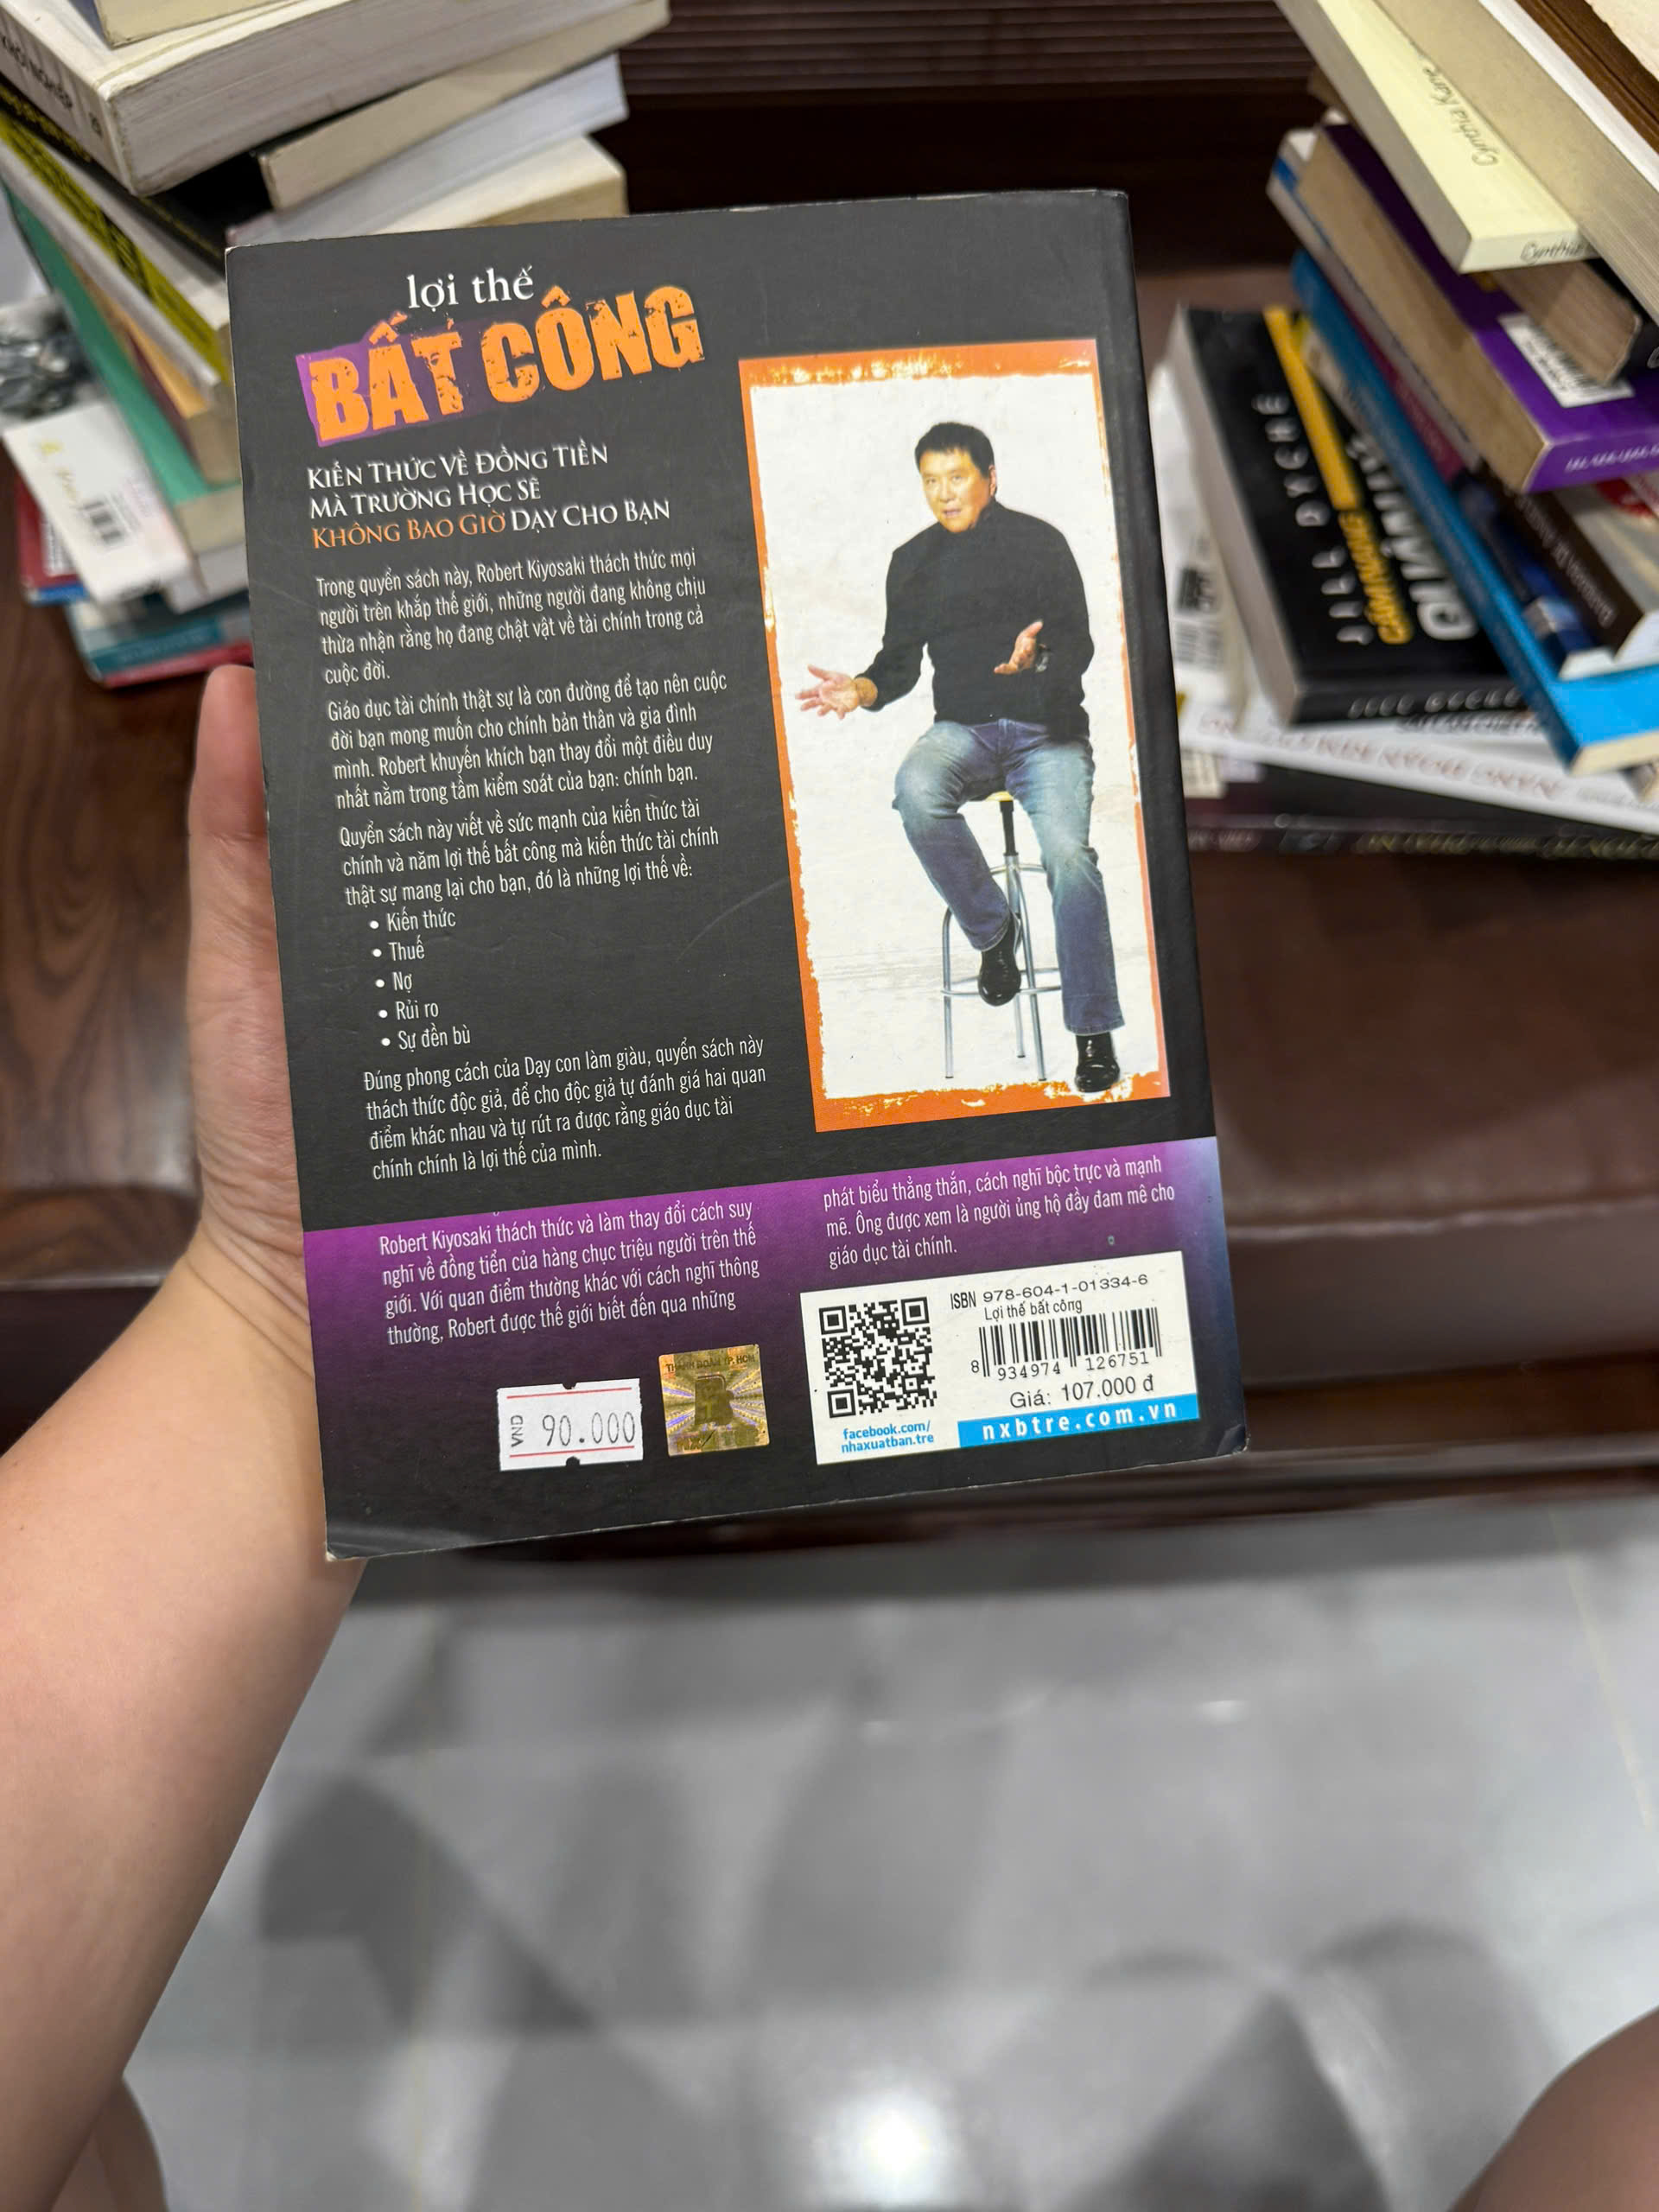 lợi thế
BẤT CÔNG
KIẾN THỨC VỀ ĐỒNG TIỀN
MÀ TRƯỜNG HỌC SẼ
KHÔNG BAO GIỜ DẠY CHO BẠN
Trong quyển sách này, Robert Kiyosaki thách thức mọi
người trên khắp thế giới, những người đang không chịu
thừa nhận rằng họ đang chật vật về tài chính trong cả
cuộc đời.
Giáo dục tài chính thật sự là con đường để tạo nên cuộc
đời bạn mong muốn cho chính bản thân và gia đình
mình. Robert khuyến khích bạn thay đổi một điều duy
nhất nằm trong tầm kiểm soát của bạn: chính bạn.
Quyển sách này viết về sức mạnh của kiến thức tài
chính và năm lợi thế bất công mà kiến thức tài chính
thật sự mang lại cho bạn, đó là những lợi thế về:
• Kiến thức
• Thuế
• Nợ
• Rủi ro
• Sự đền bù
Đúng phong cách của Dạy con làm giàu, quyển sách này
thách thức độc giả, để cho độc giả tự đánh giá hai quan
điểm khác nhau và tự rút ra được rằng giáo dục tài
chính chính là lợi thế của mình.
Robert Kiyosaki thách thức và làm thay đổi cách suy
nghĩ về đồng tiền của hàng chục triệu người trên thế
giới. Với quan điểm thường khác với cách nghĩ thông
thường, Robert được thế giới biết đến qua những
phát biểu thẳng thắn, cách nghĩ bộc trực và mạnh
mẽ. Ông được xem là người ủng hộ đầy đam mê cho
giáo dục tài chính.
VND 90.000
THÀNH ĐOÀN TP. HCM
ISBN 978-604-1-01334-6
Lợi thế bất công
8 934974 126751
Giá: 107.000 đ
facebook.com/
nhaxuatban.tre
nxbtre.com.vn
Cynthia Kane
JILL DYCHÉ
CẨM NANG